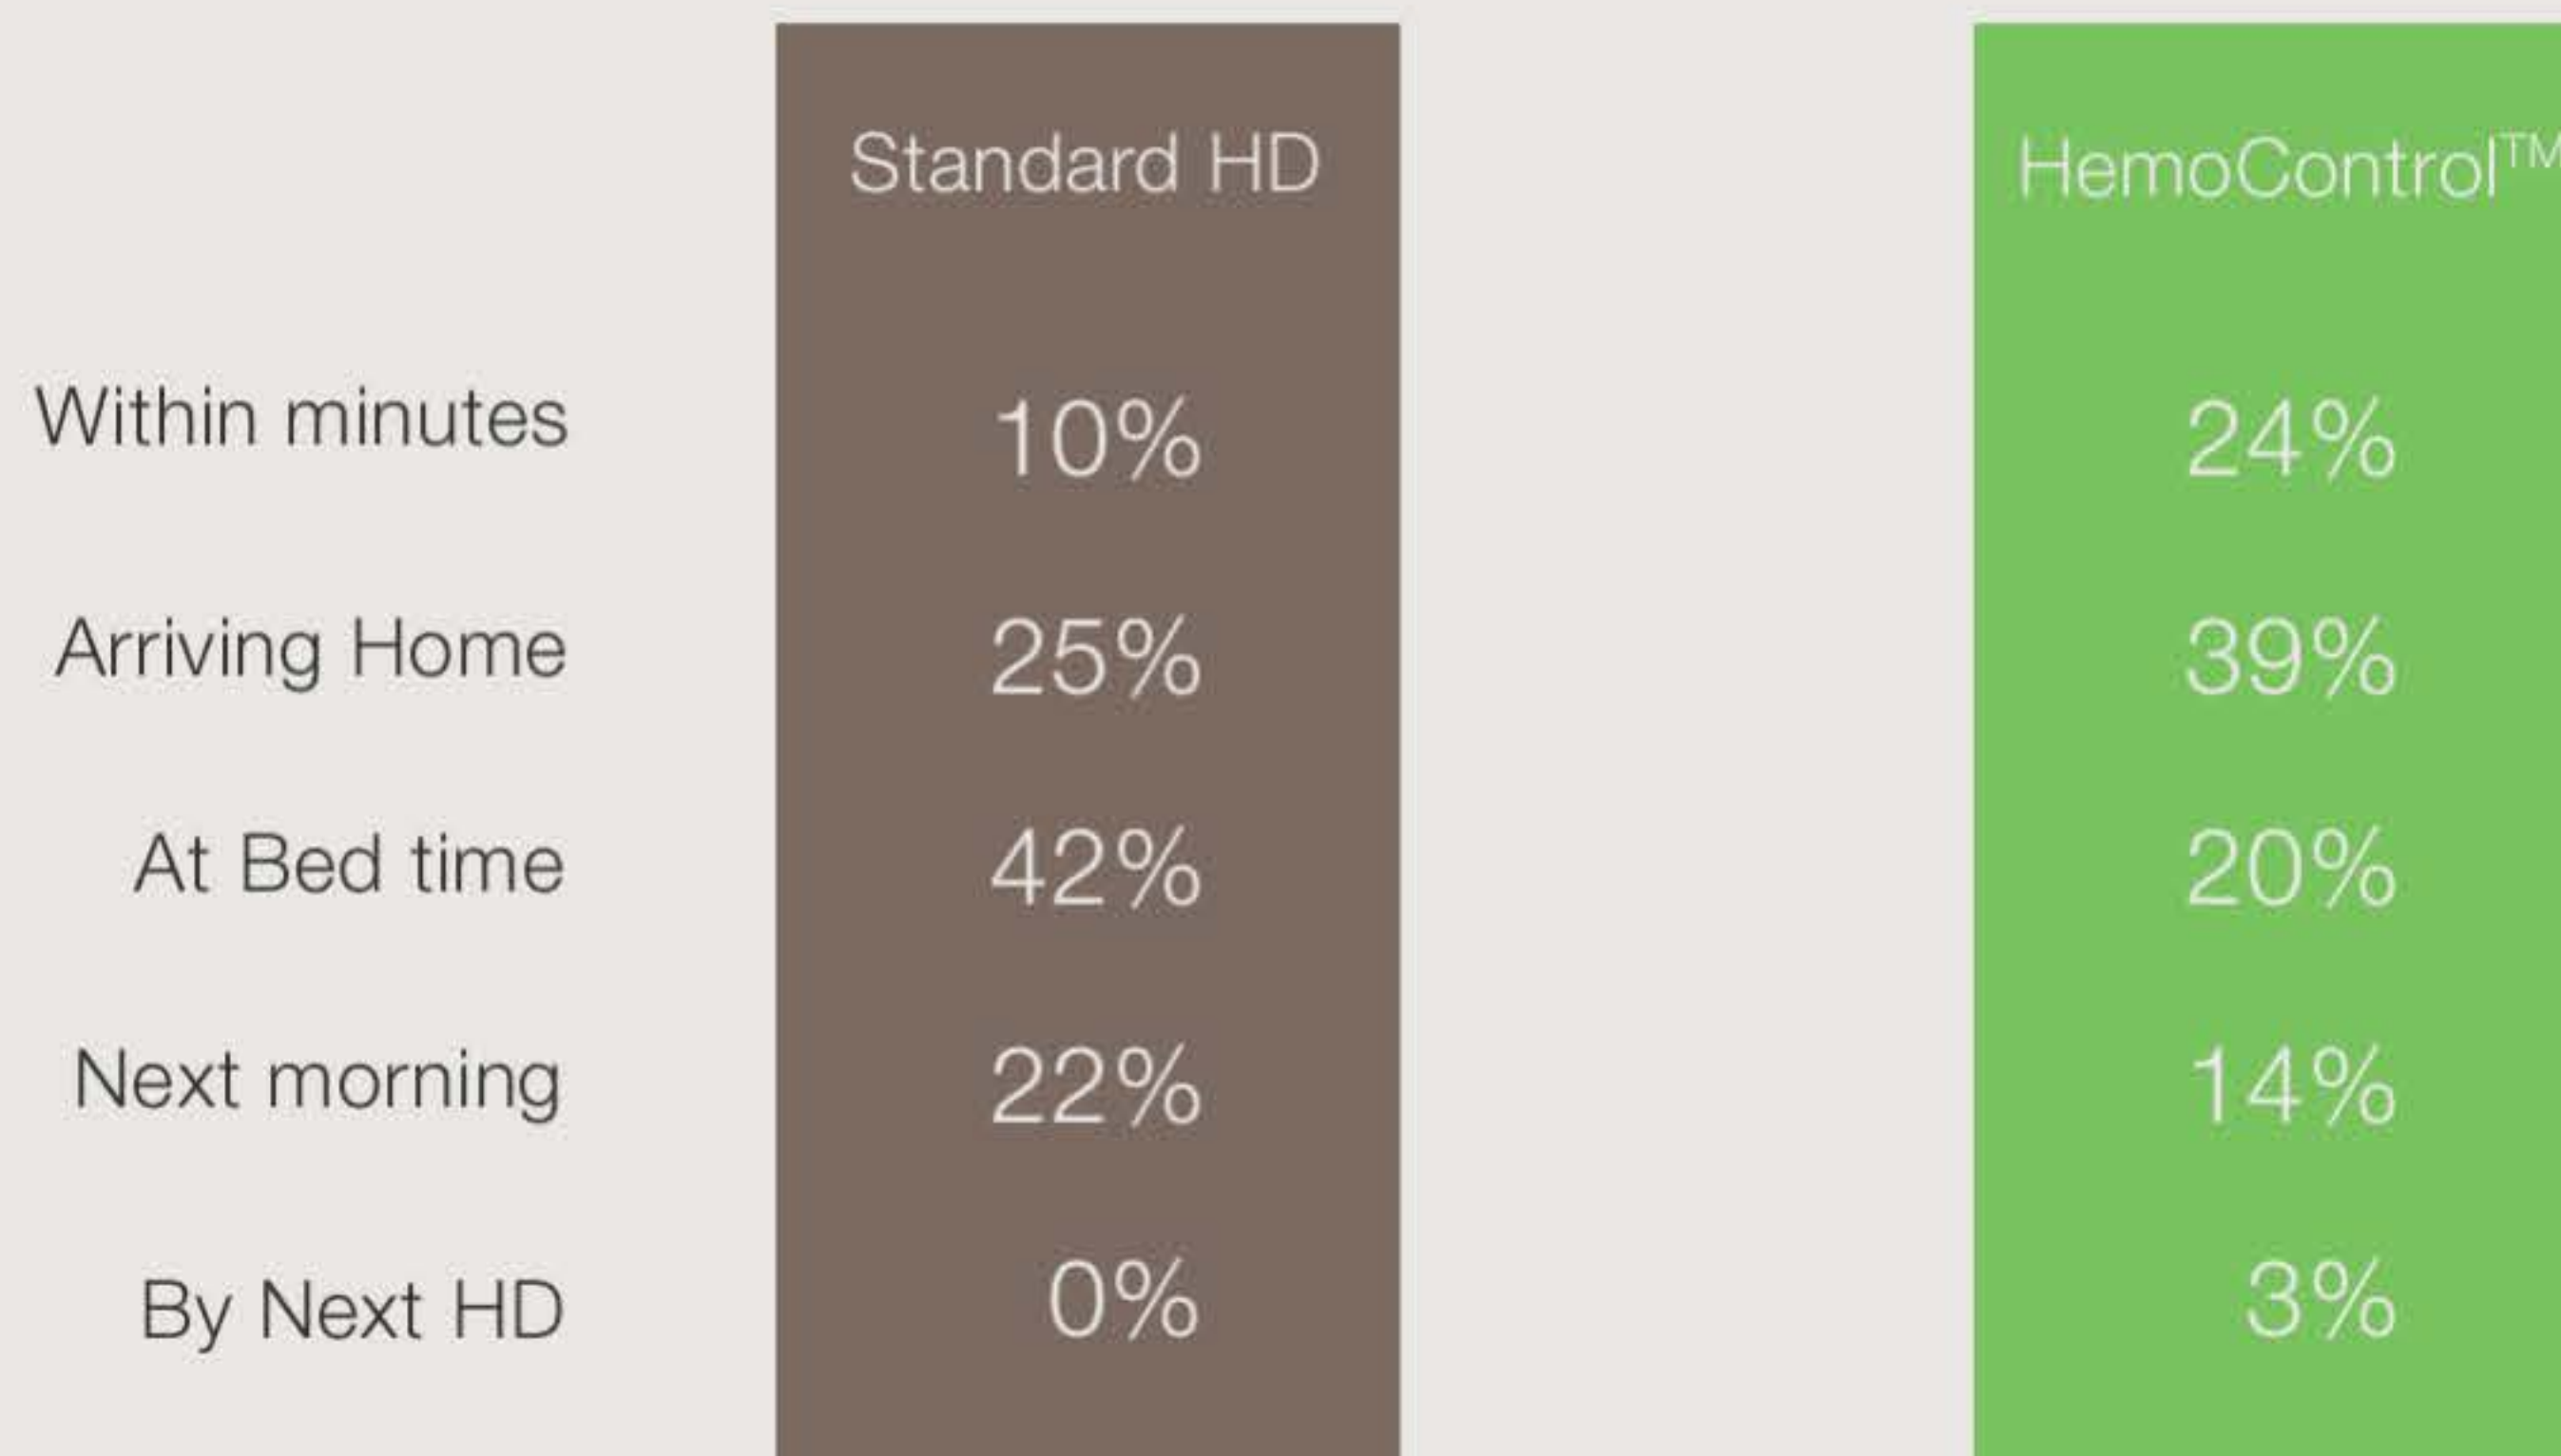 Standard HD HemoControl™
Within minutes 10% 24%
Arriving Home 25% 39%
At Bed time 42% 20%
Next morning 22% 14%
By Next HD 0% 3%